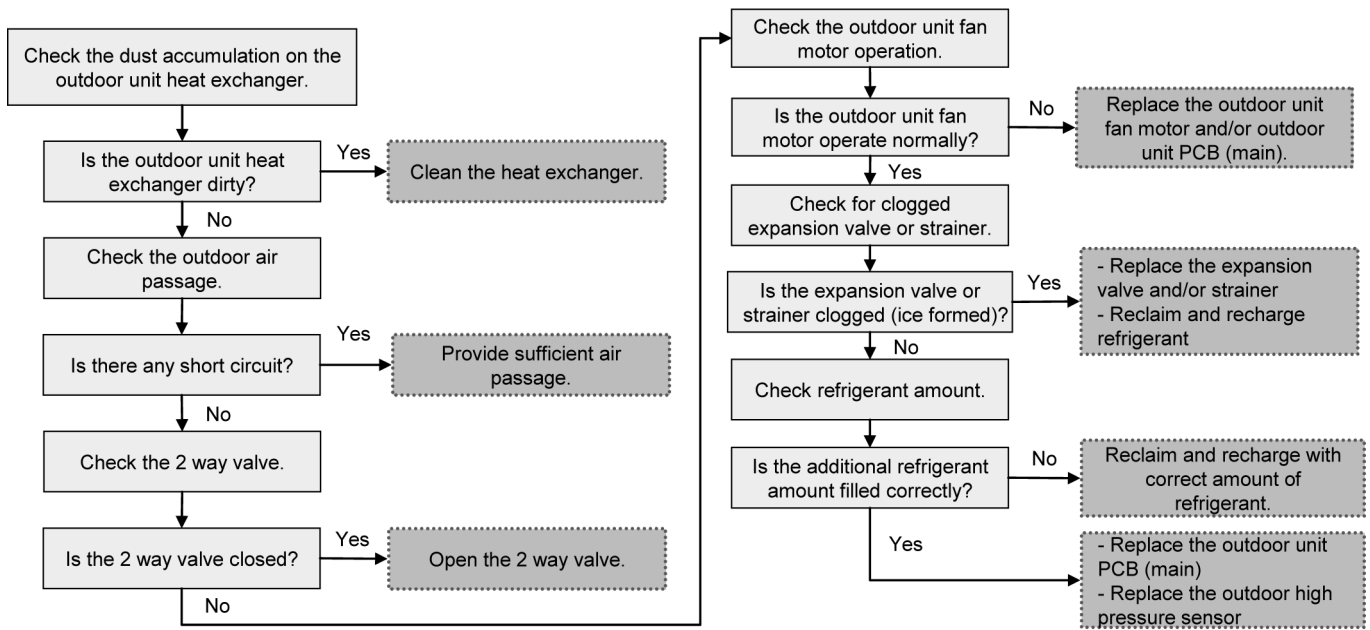 Check the dust accumulation on the
outdoor unit heat exchanger.
Is the outdoor unit heat
exchanger dirty?
Yes
Clean the heat exchanger.
No
Check the outdoor air
passage.
Is there any short circuit?
Yes
Provide sufficient air
passage.
No
Check the 2 way valve.
Is the 2 way valve closed?
Yes
Open the 2 way valve.
No
Check the outdoor unit fan
motor operation.
Is the outdoor unit fan
motor operate normally?
No
Replace the outdoor unit
fan motor and/or outdoor
unit PCB (main).
Yes
Check for clogged
expansion valve or strainer.
Is the expansion valve or
strainer clogged (ice formed)?
Yes
- Replace the expansion
valve and/or strainer
- Reclaim and recharge
refrigerant
No
Check refrigerant amount.
Is the additional refrigerant
amount filled correctly?
No
Reclaim and recharge with
correct amount of
refrigerant.
Yes
- Replace the outdoor unit
PCB (main)
- Replace the outdoor high
pressure sensor